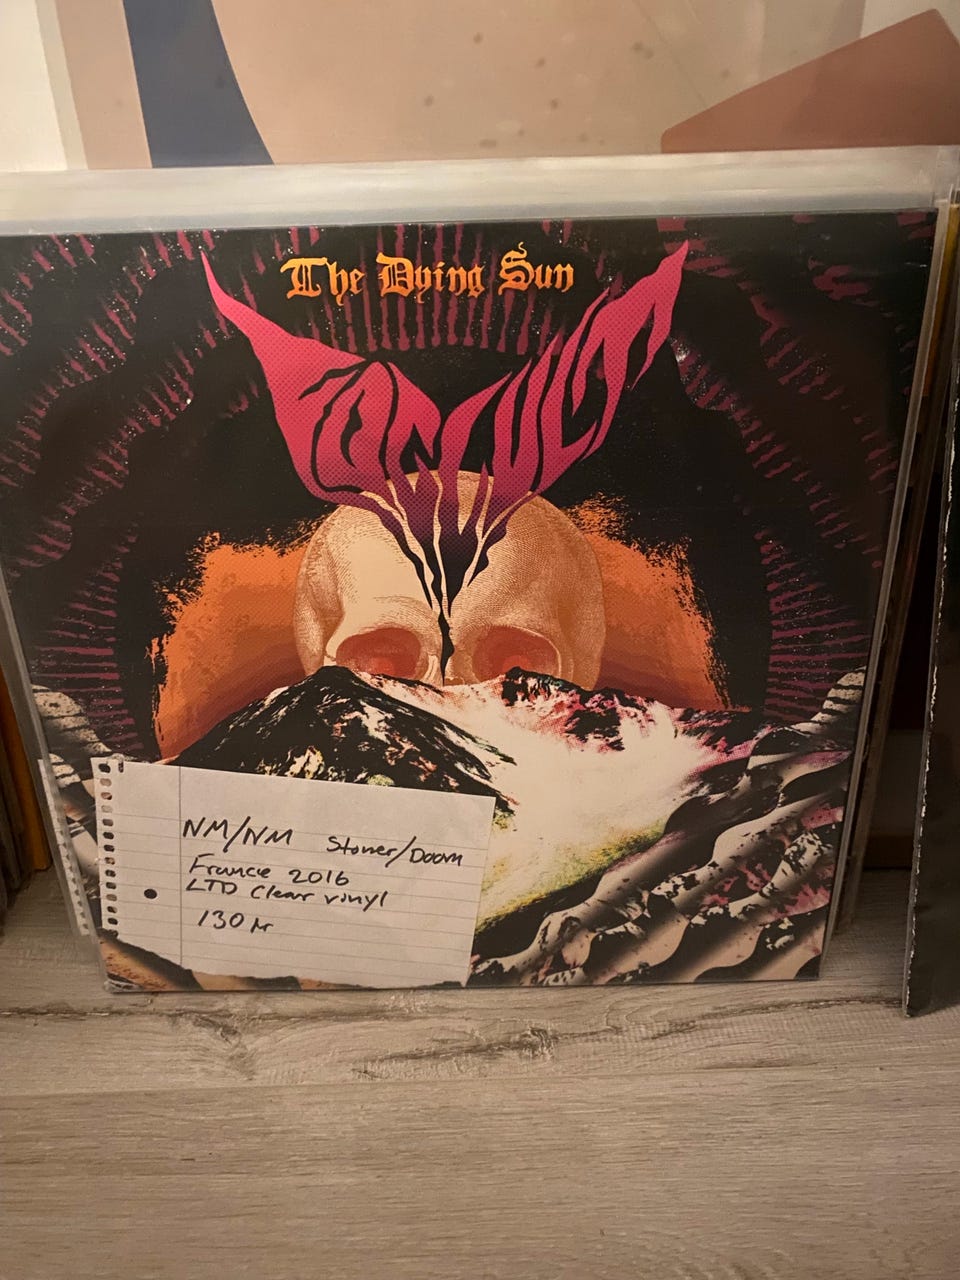 The Dying Sun
NM/NM Stoner/Doom
France 2016
LTD Clear vinyl
130 kr